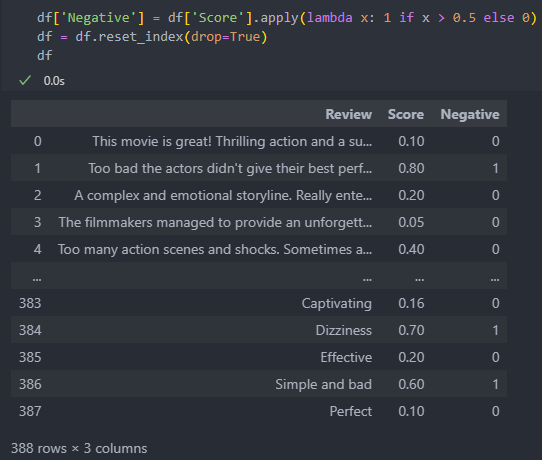 df['Negative'] = df['Score'].apply(lambda x: 1 if x > 0.5 else 0)
df = df.reset_index(drop=True)
df
0.0s
Review Score Negative
0 This movie is great! Thrilling action and a su... 0.10 0
1 Too bad the actors didn't give their best perf... 0.80 1
2 A complex and emotional storyline. Really ente... 0.20 0
3 The filmmakers managed to provide an unforgett... 0.05 0
4 Too many action scenes and shocks. Sometimes a... 0.40 0
... ... ... ...
383 Captivating 0.16 0
384 Dizziness 0.70 1
385 Effective 0.20 0
386 Simple and bad 0.60 1
387 Perfect 0.10 0
388 rows × 3 columns